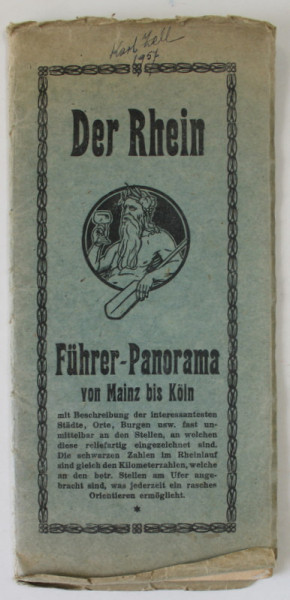 Karl Zell
1957
Der Rhein
Führer-Panorama
von Mainz bis Köln
mit Beschreibung der interessantesten
Städte, Orte, Burgen usw. fast un-
mittelbar an den Stellen, an welchen
diese reliefartig eingezeichnet sind.
Die schwarzen Zahlen im Rheinlauf
sind gleich den Kilometerzahlen, welche
an den betr. Stellen am Ufer ange-
bracht sind, was jederzeit ein rasches
Orientieren ermöglicht.
*